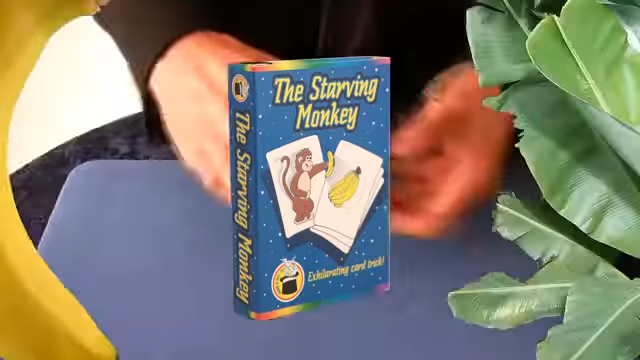 The Starving
Monkey
Exhilarating card trick!
The Starving Monkey